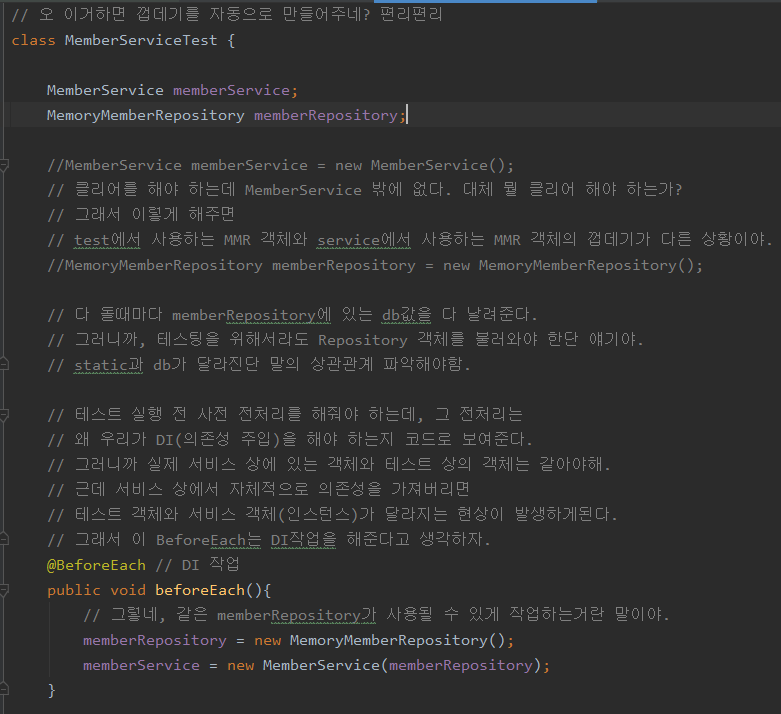 // 오 이거하면 껍데기를 자동으로 만들어주네? 편리편리
class MemberServiceTest {
MemberService memberService;
MemoryMemberRepository memberRepository;
//MemberService memberService = new MemberService();
// 클리어를 해야 하는데 MemberService 밖에 없다. 대체 뭘 클리어 해야 하는가?
// 그래서 이렇게 해주면
// test에서 사용하는 MMR 객체와 service에서 사용하는 MMR 객체의 껍데기가 다른 상황이야.
//MemoryMemberRepository memberRepository = new MemoryMemberRepository();
// 다 돌때마다 memberRepository에 있는 db값을 다 날려준다.
// 그러니까, 테스팅을 위해서라도 Repository 객체를 불러와야 한단 얘기야.
// static과 db가 달라진단 말의 상관관계 파악해야함.
// 테스트 실행 전 사전 전처리를 해줘야 하는데, 그 전처리는
// 왜 우리가 DI(의존성 주입)을 해야 하는지 코드로 보여준다.
// 그러니까 실제 서비스 상에 있는 객체와 테스트 상의 객체는 같아야해.
// 근데 서비스 상에서 자체적으로 의존성을 가져버리면
// 테스트 객체와 서비스 객체(인스턴스)가 달라지는 현상이 발생하게된다.
// 그래서 이 BeforeEach는 DI작업을 해준다고 생각하자.
@BeforeEach // DI 작업
public void beforeEach(){
// 그렇네, 같은 memberRepository가 사용될 수 있게 작업하는거란 말이야.
memberRepository = new MemoryMemberRepository();
memberService = new MemberService(memberRepository);
}